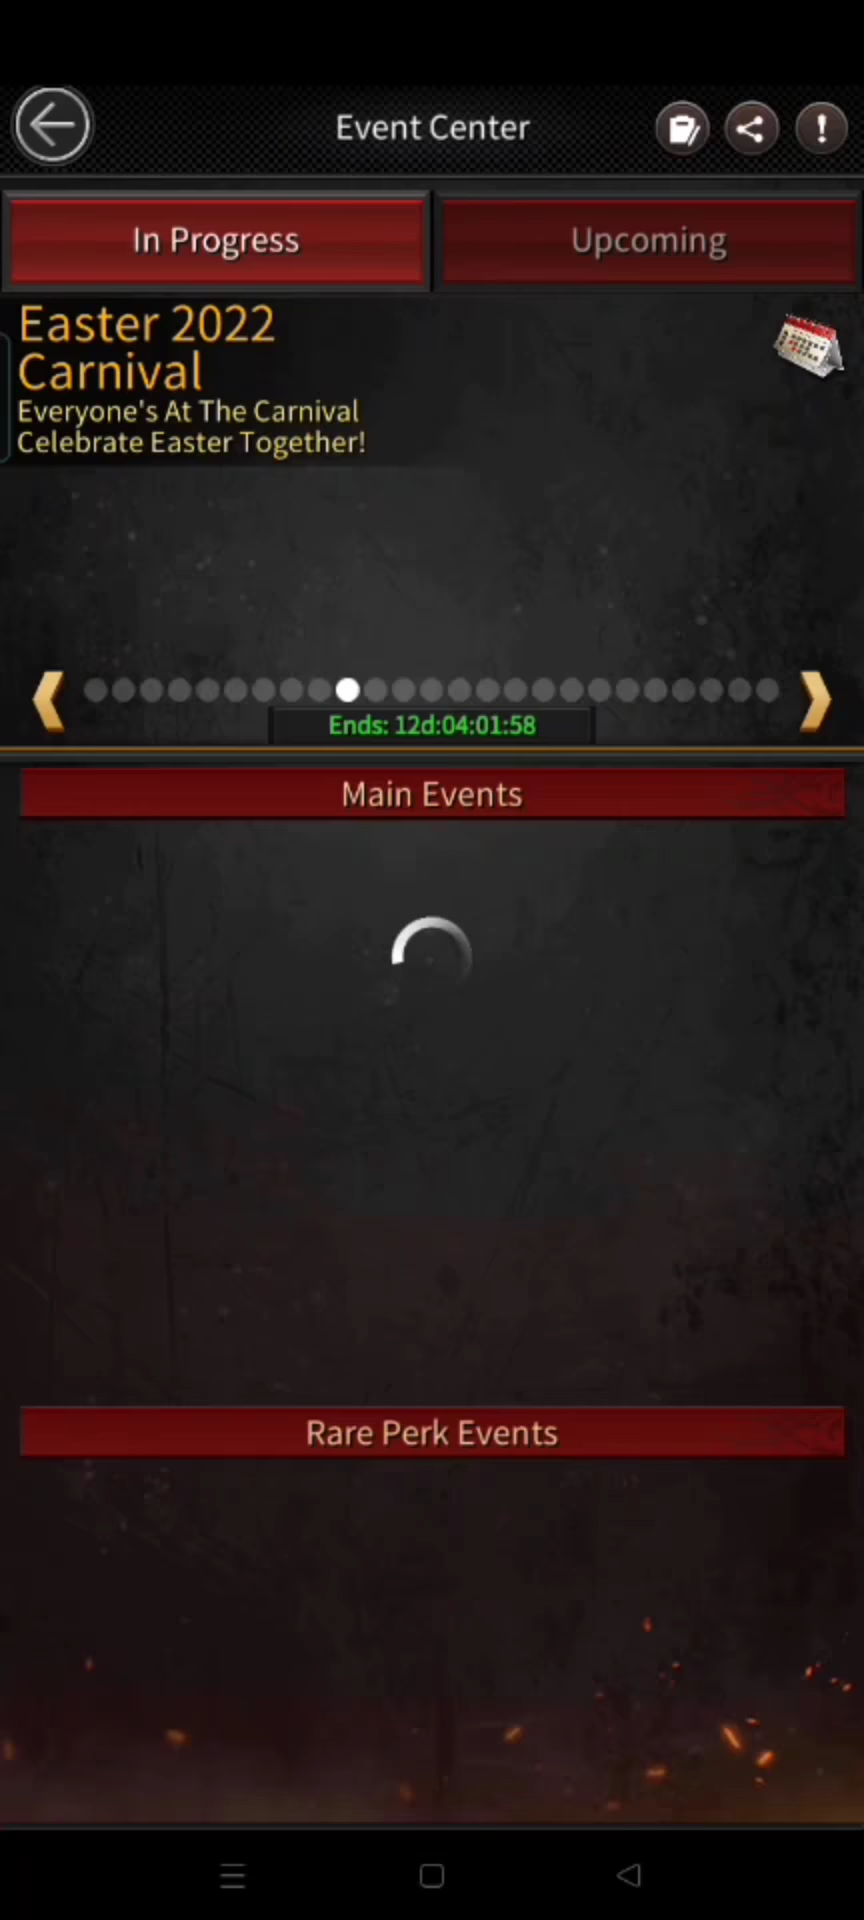 Event Center
In Progress
Upcoming
Easter 2022
Carnival
Everyone's At The Carnival
Celebrate Easter Together!
Ends: 12d:04:01:58
Main Events
Rare Perk Events